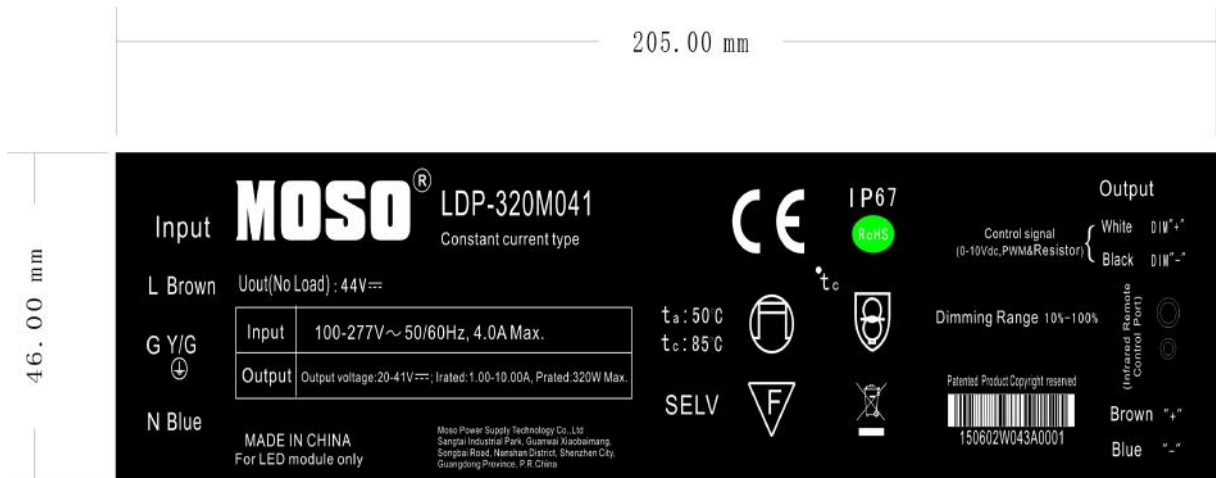 205.00 mm
46.00 mm
Input
MOSO®
LDP-320M041
Constant current type
L Brown
Uout(No Load) : 44V⎓
G Y/G
Input
100-277V～ 50/60Hz, 4.0A Max.
Output
Output voltage:20-41V⎓; Irated:1.00-10.00A, Prated:320W Max.
N Blue
MADE IN CHINA
For LED module only
Moso Power Supply Technology Co.,Ltd
Sangtai Industrial Park, Guanwai Xiaobaimang,
Songbai Road, Nanshan District, Shenzhen City,
Guangdong Province, P.R.China
CE
IP67
RoHS
tc
ta:50℃
tc:85℃
SELV
F
Output
Control signal
(0-10Vdc,PWM&Resistor)
White DIM"+"
Black DIM"-"
Dimming Range 10%-100%
(Infrared Remote
Control Port)
Patented Product Copyright reserved
150602W043A0001
Brown "+"
Blue "-"